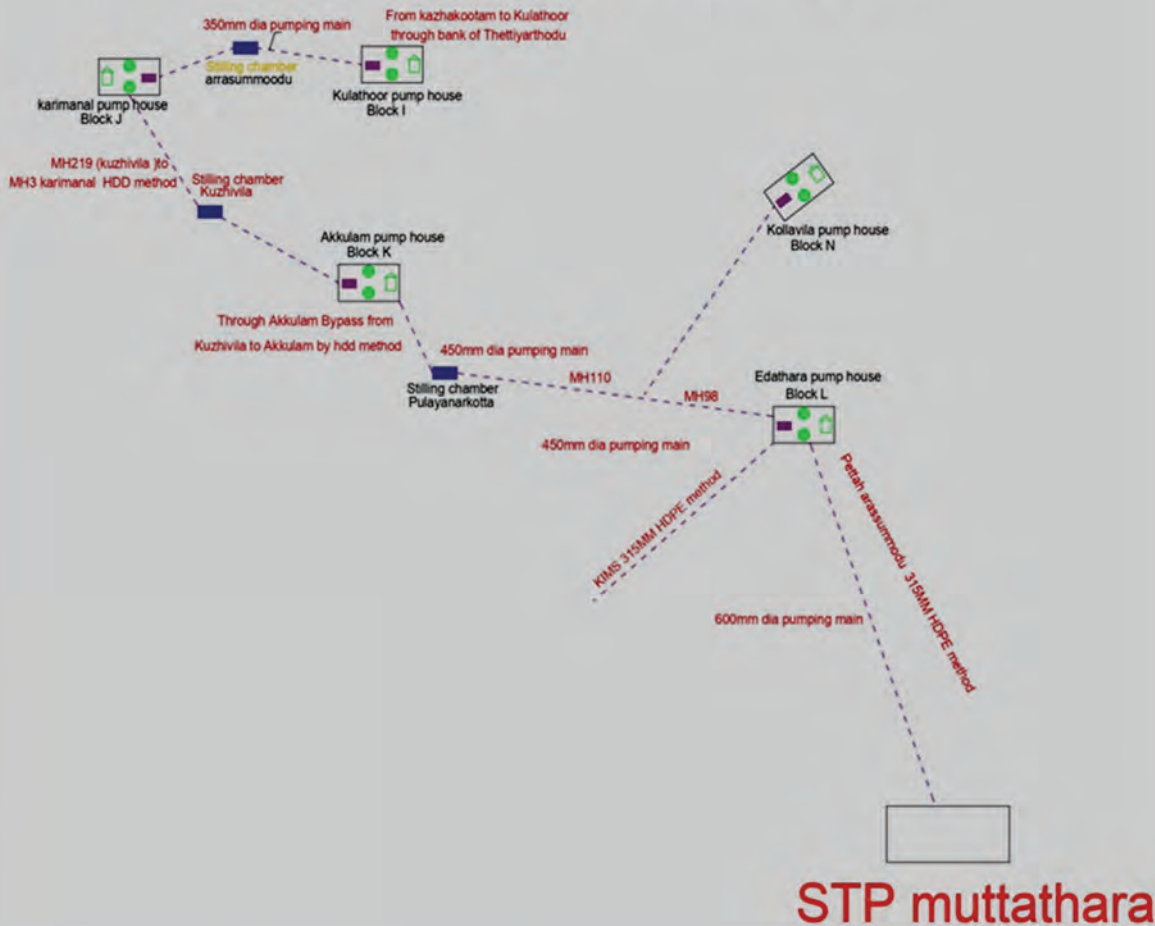 350mm dia pumping main
From kazhakootam to Kulathoor
through bank of Thettiyarthodu
Stilling chamber
arrasummoodu
karimanal pump house
Block J
Kulathoor pump house
Block I
MH219 (kuzhivila )to
MH3 karimanal HDD method
Stilling chamber
Kuzhivila
Kollavila pump house
Block N
Akkulam pump house
Block K
Through Akkulam Bypass from
Kuzhivila to Akkulam by hdd method
450mm dia pumping main
MH110
Stilling chamber
Pulayanarkotta
Edathara pump house
Block L
MH98
450mm dia pumping main
KIMS 315MM HDPE method
Pettah arassummodu 315MM HDPE method
600mm dia pumping main
STP muttathara